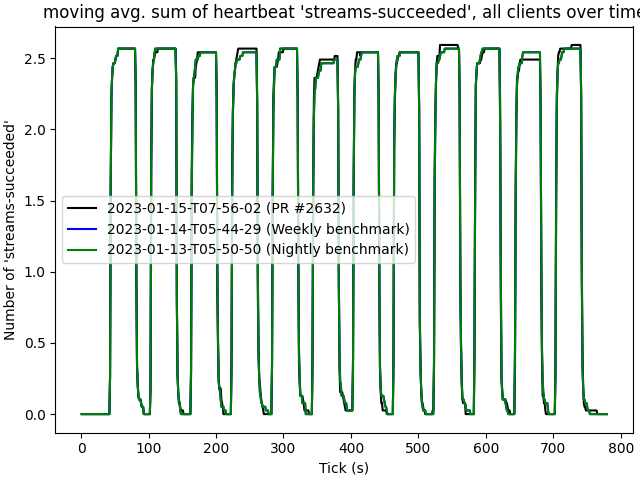 moving avg. sum of heartbeat 'streams-succeeded', all clients over time
2.5
2.0
1.5
1.0
0.5
0.0
Number of 'streams-succeeded'
2023-01-15-T07-56-02 (PR #2632)
2023-01-14-T05-44-29 (Weekly benchmark)
2023-01-13-T05-50-50 (Nightly benchmark)
0 100 200 300 400 500 600 700 800
Tick (s)